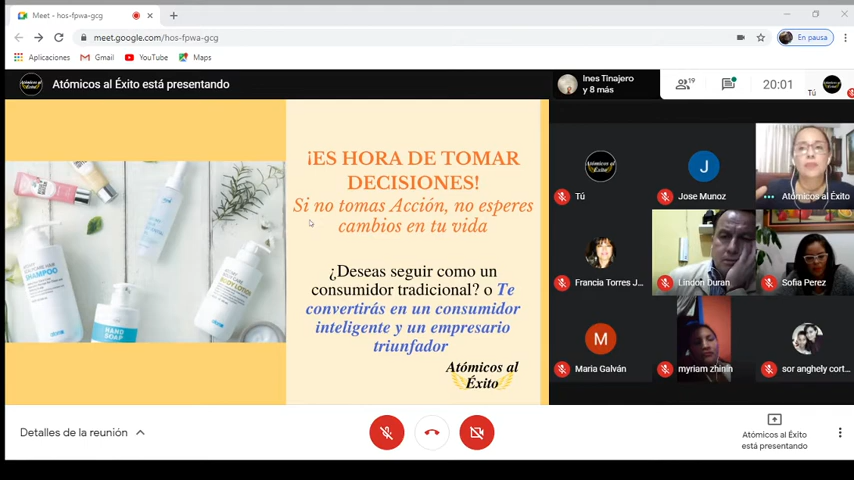 Meet - hos-fpwa-gcg
meet.google.com/hos-fpwa-gcg
En pausa
Aplicaciones
Gmail
YouTube
Maps
Atómicos al Éxito está presentando
Ines Tinajero
y 8 más
19
20:01
Tú
¡ES HORA DE TOMAR
DECISIONES!
Si no tomas Acción, no esperes
cambios en tu vida
¿Deseas seguir como un
consumidor tradicional? o Te
convertirás en un consumidor
inteligente y un empresario
triunfador
Atómicos al
Éxito
SHAMPOO
HAND
SOAP
BODY LOTION
J
Tú
Jose Munoz
Atómicos al Éxito
Francia Torres J...
Lindon Duran
Sofia Perez
M
Maria Galván
myriam zhinin
sor anghely cort...
Detalles de la reunión
Atómicos al Éxito
está presentando